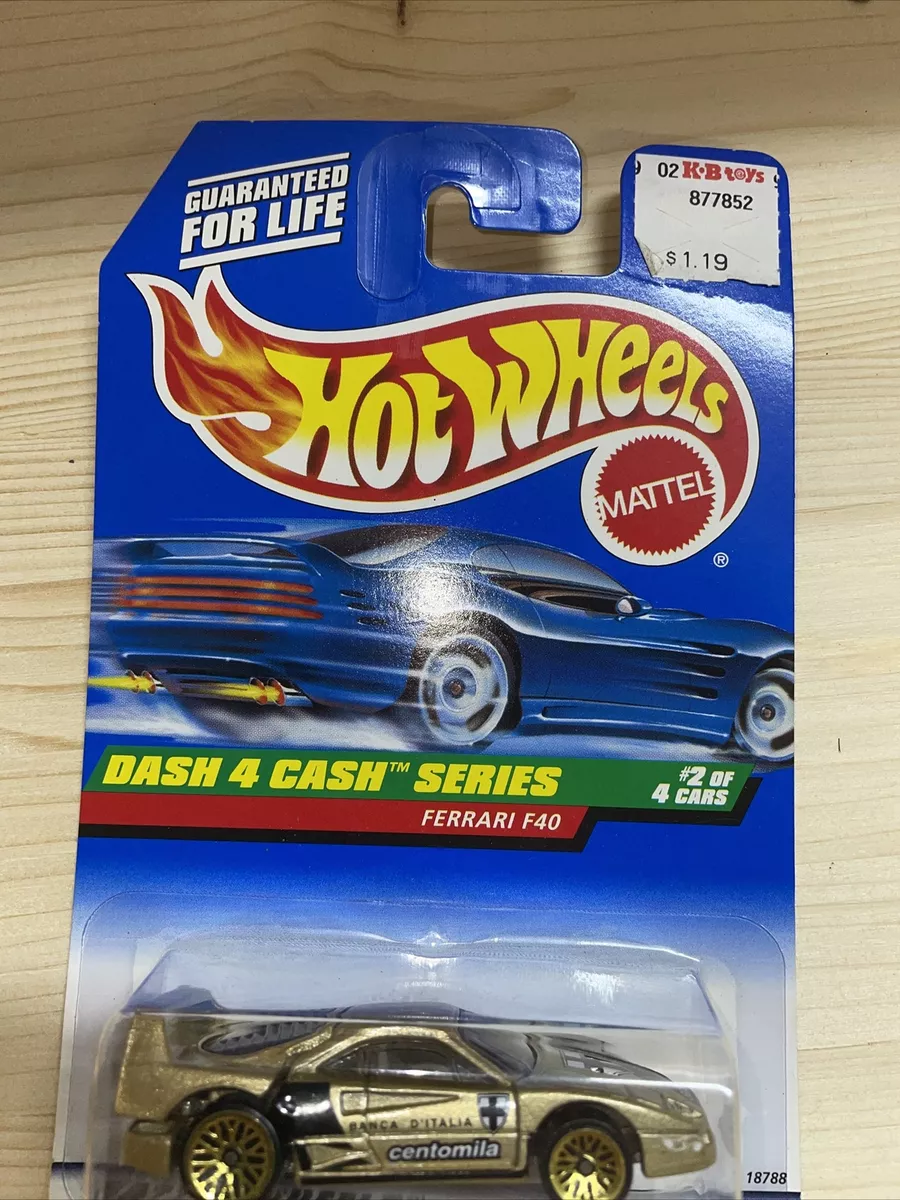 GUARANTEED
FOR LIFE
02 K·B toys
877852
$1.19
HOT WHEELS
MATTEL
®
DASH 4 CASH™ SERIES
#2 OF
4 CARS
FERRARI F40
BANCA D'ITALIA
centomila
18788